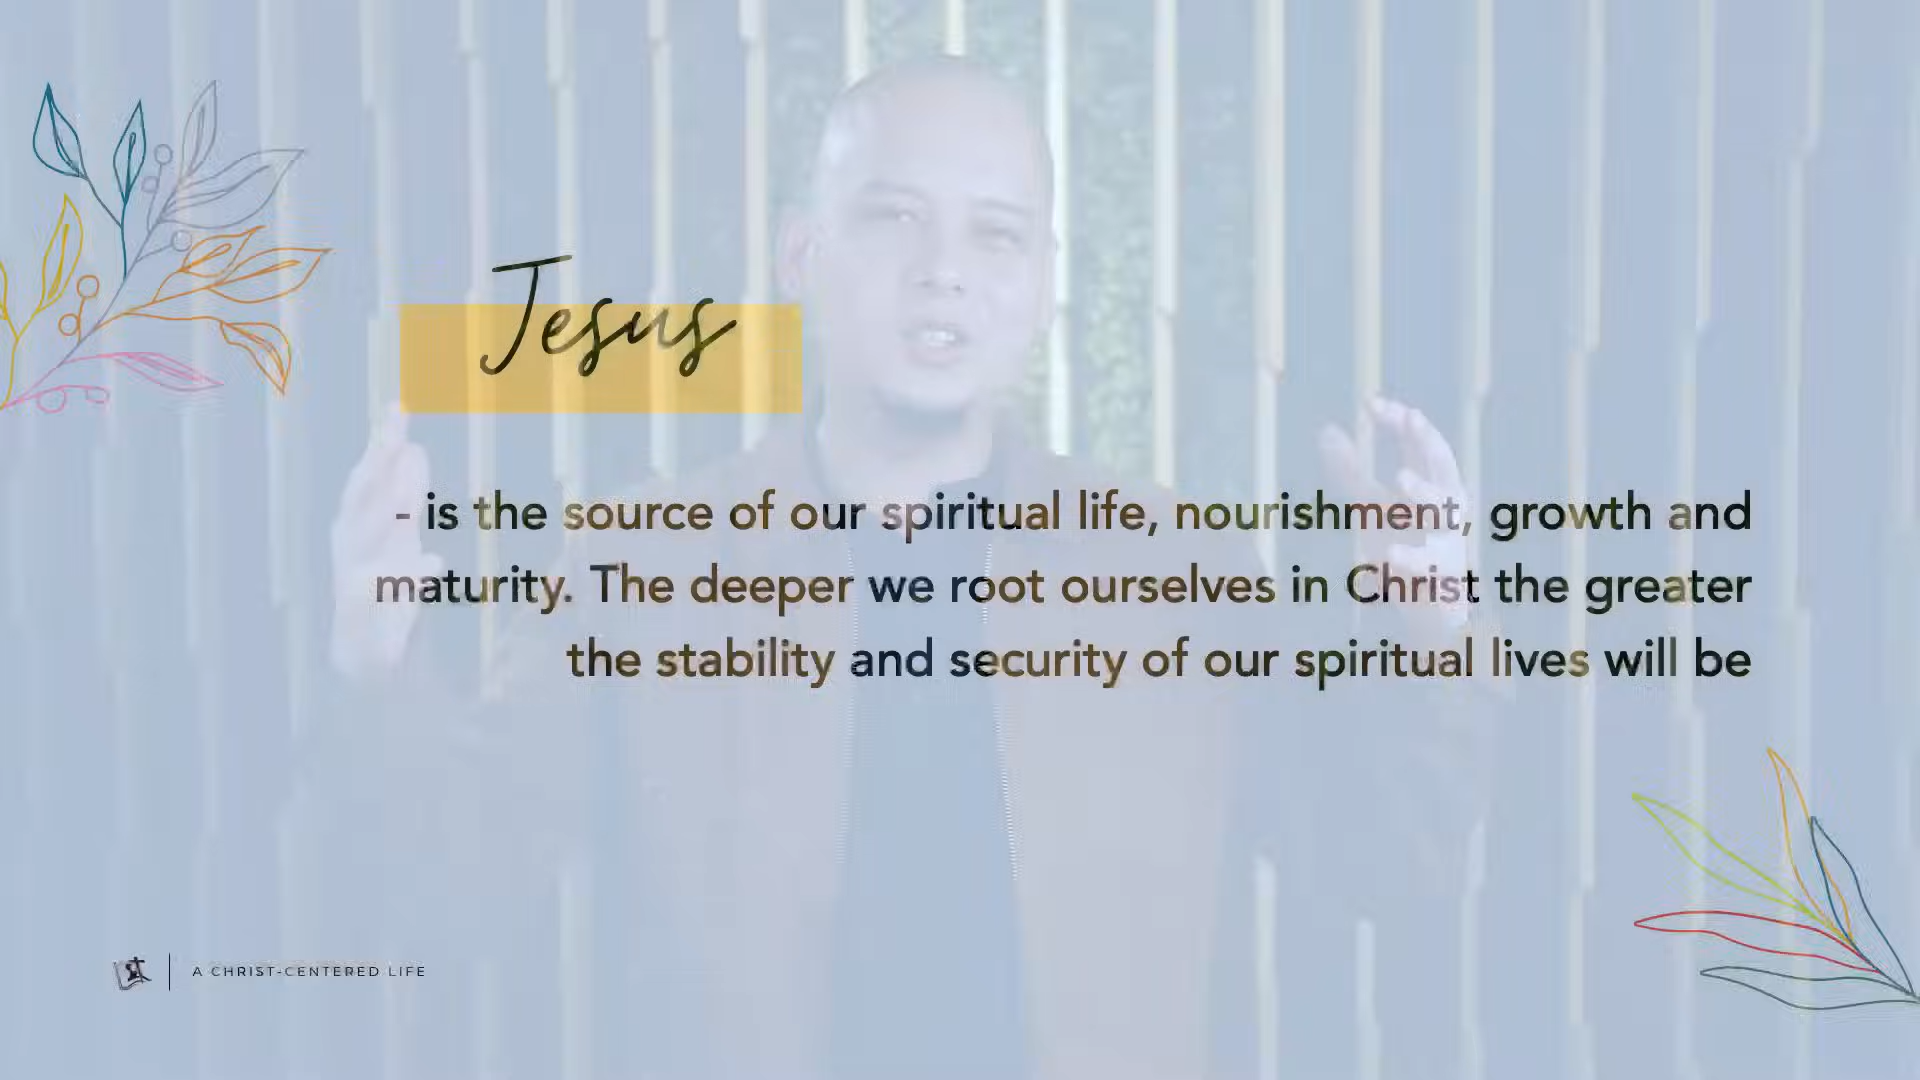 Jesus
- is the source of our spiritual life, nourishment, growth and
maturity. The deeper we root ourselves in Christ the greater
the stability and security of our spiritual lives will be
A CHRIST-CENTERED LIFE